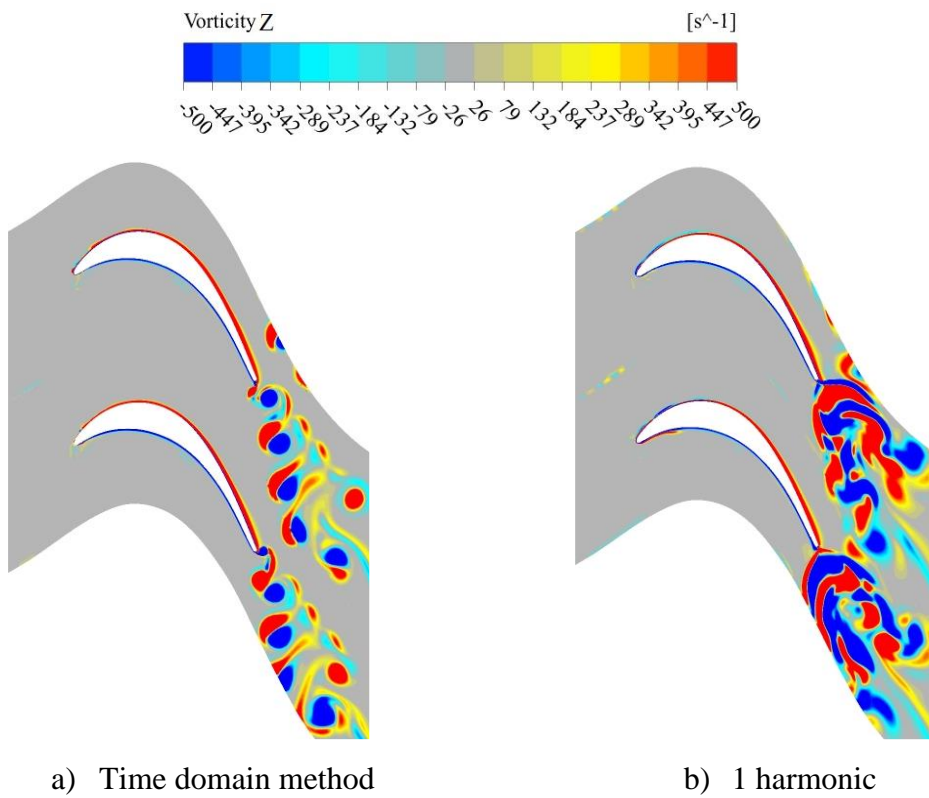 Vorticity Z [s^-1]
-500 -447 -395 -342 -289 -237 -184 -132 -79 -26 26 79 132 184 237 289 342 395 447 500
a) Time domain method b) 1 harmonic